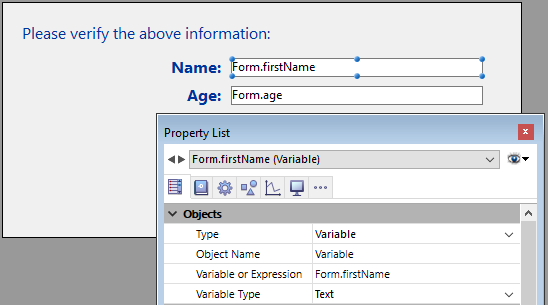 Please verify the above information:
Name: Form.firstName
Age: Form.age
Property List
Form.firstName (Variable)
Objects
Type Variable
Object Name Variable
Variable or Expression Form.firstName
Variable Type Text